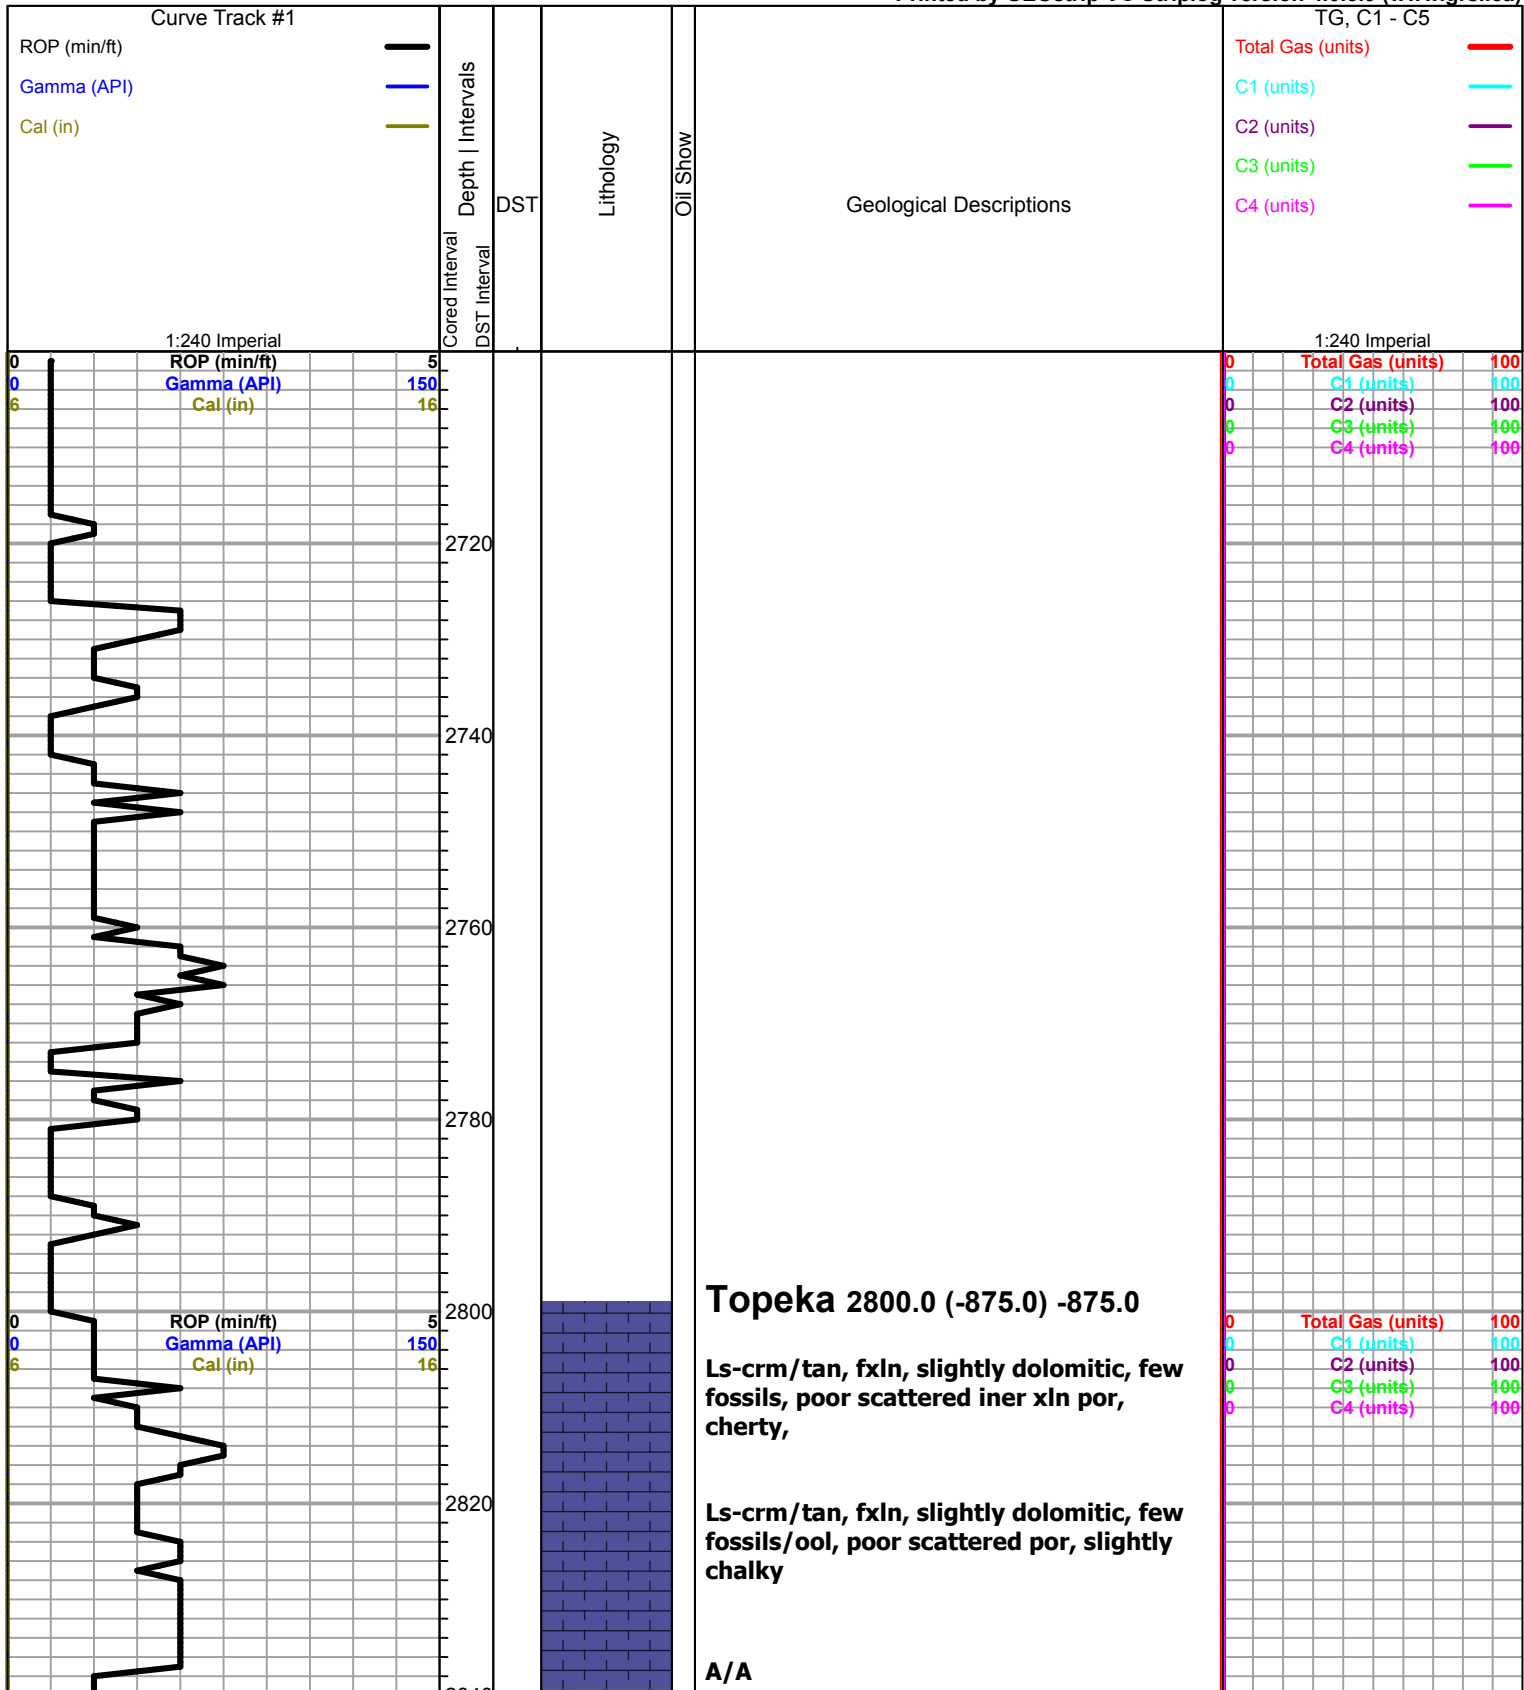 Curve Track #1
ROP (min/ft)
Gamma (API)
Cal (in)
1:240 Imperial
Depth | Intervals
Cored Interval
DST Interval
DST
Lithology
Oil Show
Geological Descriptions
TG, C1 - C5
Total Gas (units)
C1 (units)
C2 (units)
C3 (units)
C4 (units)
1:240 Imperial
0 ROP (min/ft) 5
0 Gamma (API) 150
6 Cal (in) 16
0 Total Gas (units) 100
0 C1 (units) 100
0 C2 (units) 100
0 C3 (units) 100
0 C4 (units) 100
2720
2740
2760
2780
2800
Topeka 2800.0 (-875.0) -875.0
0 ROP (min/ft) 5
0 Gamma (API) 150
6 Cal (in) 16
0 Total Gas (units) 100
0 C1 (units) 100
0 C2 (units) 100
0 C3 (units) 100
0 C4 (units) 100
Ls-crm/tan, fxln, slightly dolomitic, few
fossils, poor scattered iner xln por,
cherty,
2820
Ls-crm/tan, fxln, slightly dolomitic, few
fossils/ool, poor scattered por, slightly
chalky
A/A